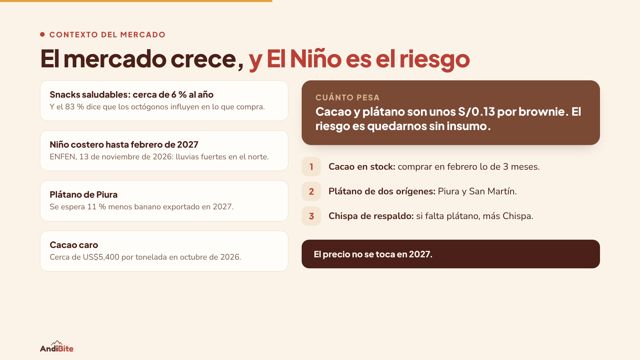 CONTEXTO DEL MERCADO
El mercado crece, y El Niño es el riesgo
Snacks saludables: cerca de 6 % al año
Y el 83 % dice que los octógonos influyen en lo que compra.
Niño costero hasta febrero de 2027
ENFEN, 13 de noviembre de 2026: lluvias fuertes en el norte.
Plátano de Piura
Se espera 11 % menos banano exportado en 2027.
Cacao caro
Cerca de US$5,400 por tonelada en octubre de 2026.
CUÁNTO PESA
Cacao y plátano son unos S/0.13 por brownie. El
riesgo es quedarnos sin insumo.
1 Cacao en stock: comprar en febrero lo de 3 meses.
2 Plátano de dos orígenes: Piura y San Martín.
3 Chispa de respaldo: si falta plátano, más Chispa.
El precio no se toca en 2027.
AndiBite